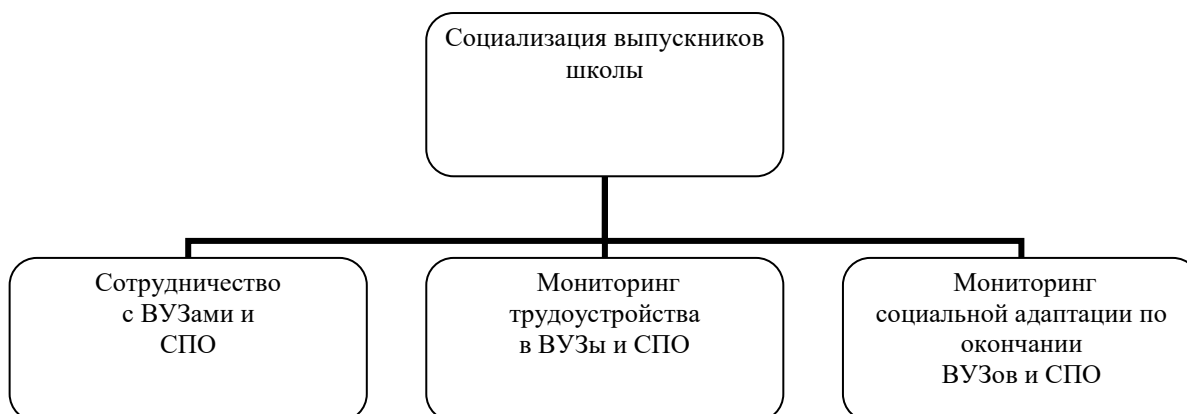 Социализация выпускников
школы
Сотрудничество
с ВУЗами и
СПО
Мониторинг
трудоустройства
в ВУЗы и СПО
Мониторинг
социальной адаптации по
окончании
ВУЗов и СПО